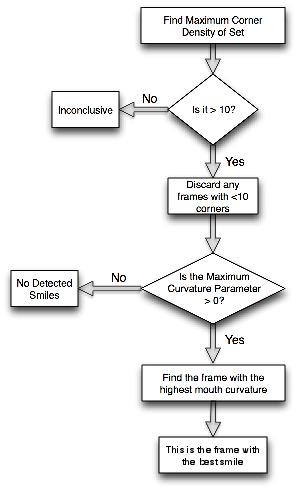 Find Maximum Corner
Density of Set
Is it > 10?
No
Inconclusive
Yes
Discard any
frames with <10
corners
Is the Maximum
Curvature Parameter
> 0?
No
No Detected
Smiles
Yes
Find the frame with the
highest mouth curvature
This is the frame with
the best smile